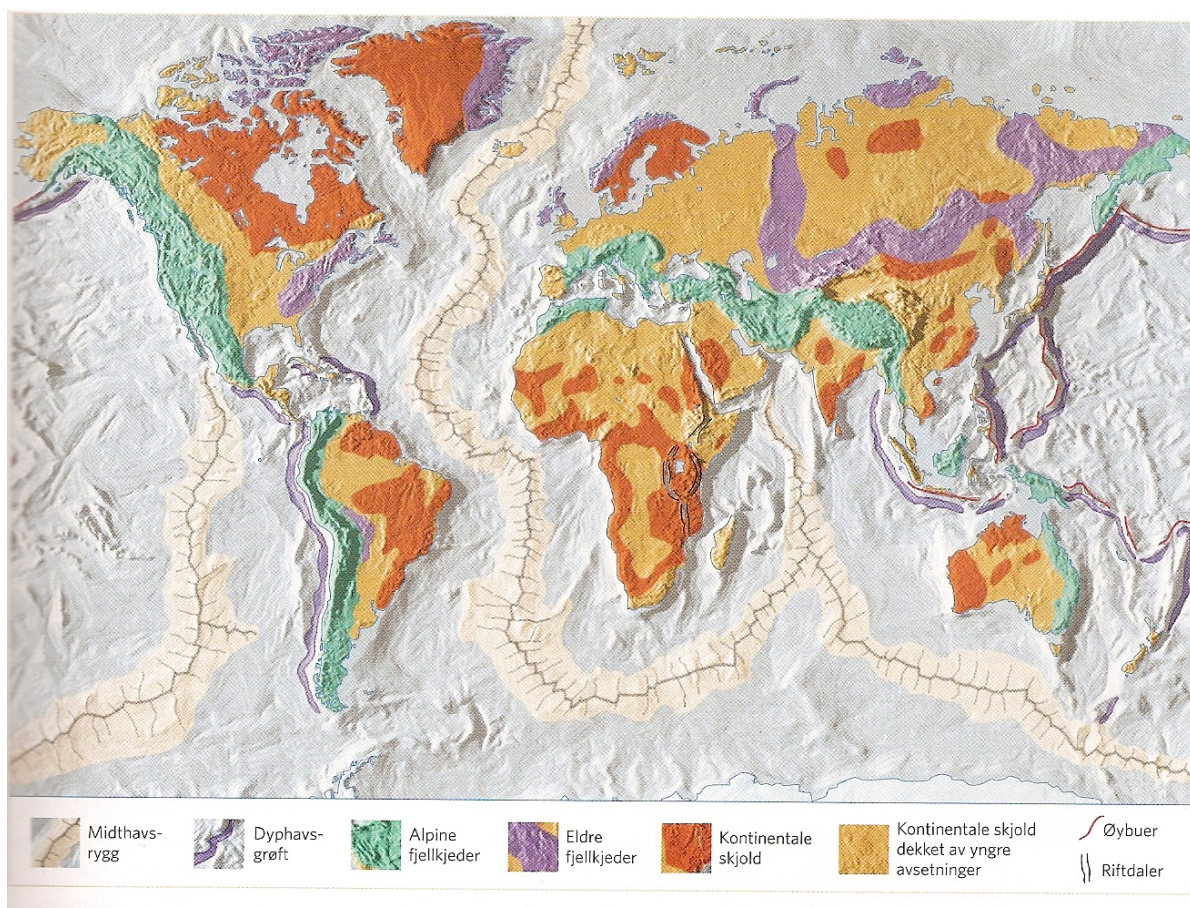 Midthavs-
rygg
Dyphavs-
grøft
Alpine
fjellkjeder
Eldre
fjellkjeder
Kontinentale
skjold
Kontinentale skjold
dekket av yngre
avsetninger
Øybuer
Riftdaler